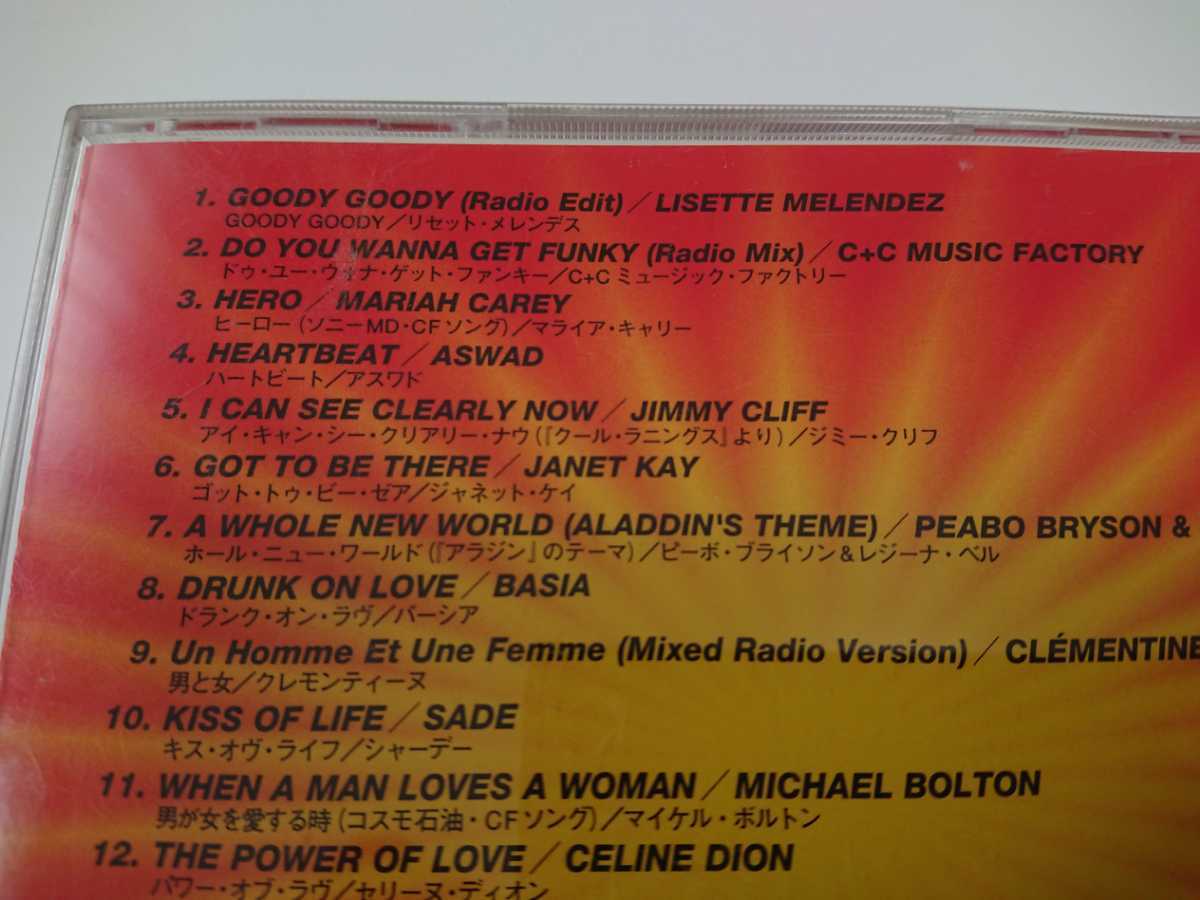 1. GOODY GOODY (Radio Edit)／LISETTE MELENDEZ
GOODY GOODY／リセット・メレンデス
2. DO YOU WANNA GET FUNKY (Radio Mix)／C+C MUSIC FACTORY
ドゥ・ユー・ウォナ・ゲット・ファンキー／C+Cミュージック・ファクトリー
3. HERO／MARIAH CAREY
ヒーロー（ソニーMD・CFソング）／マライア・キャリー
4. HEARTBEAT／ASWAD
ハートビート／アスワド
5. I CAN SEE CLEARLY NOW／JIMMY CLIFF
アイ・キャン・シー・クリアリー・ナウ（『クール・ラニングス』より）／ジミー・クリフ
6. GOT TO BE THERE／JANET KAY
ゴット・トゥ・ビー・ゼア／ジャネット・ケイ
7. A WHOLE NEW WORLD (ALADDIN'S THEME)／PEABO BRYSON &
ホール・ニュー・ワールド（『アラジン』のテーマ）／ピーボ・ブライソン＆レジーナ・ベル
8. DRUNK ON LOVE／BASIA
ドランク・オン・ラヴ／バーシア
9. Un Homme Et Une Femme (Mixed Radio Version)／CLÉMENTINE
男と女／クレモンティーヌ
10. KISS OF LIFE／SADE
キス・オヴ・ライフ／シャーデー
11. WHEN A MAN LOVES A WOMAN／MICHAEL BOLTON
男が女を愛する時（コスモ石油・CFソング）／マイケル・ボルトン
12. THE POWER OF LOVE／CELINE DION
パワー・オブ・ラヴ／セリーヌ・ディオン